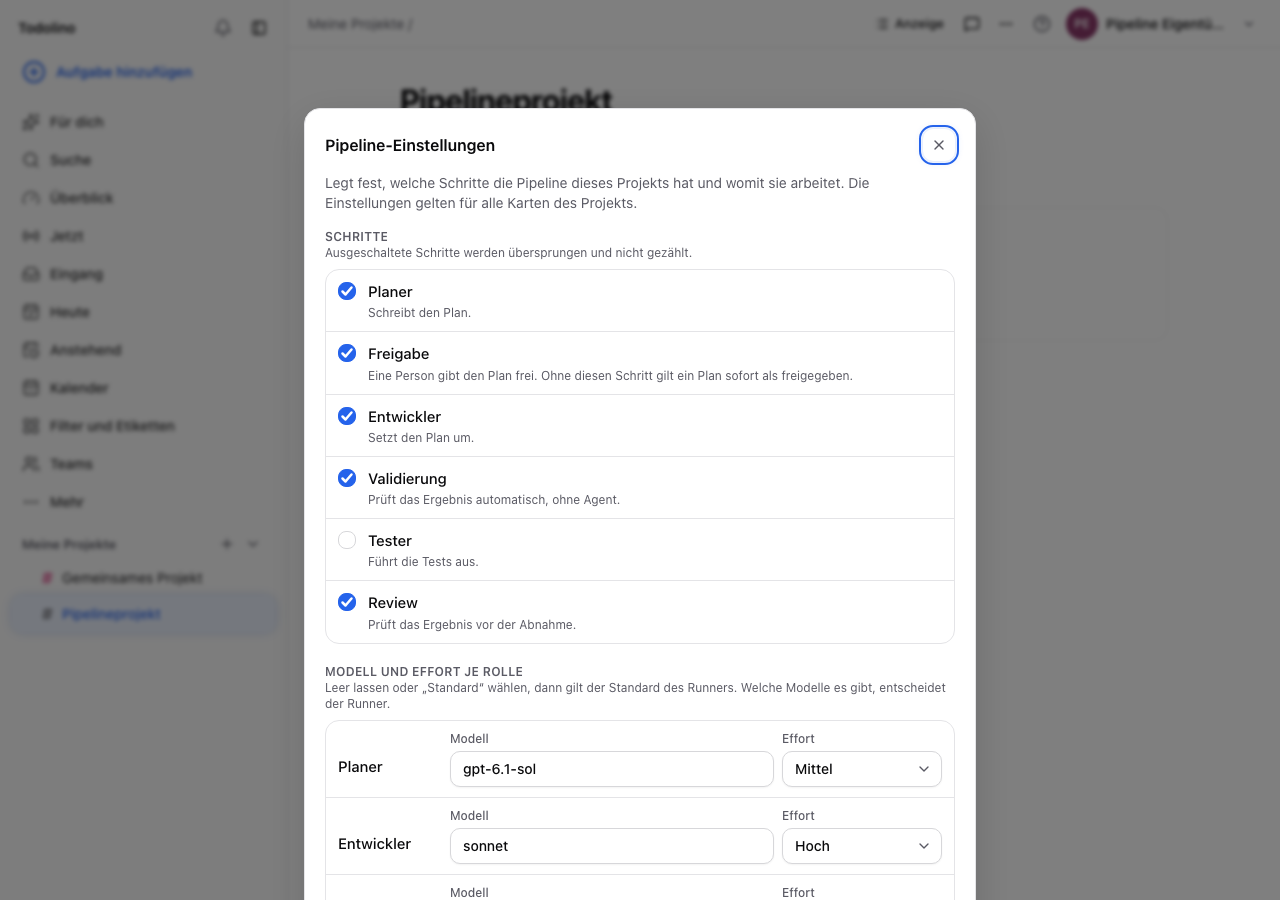 Todolino
Meine Projekte /
Anzeige
PE
Pipeline Eigentü...
Aufgabe hinzufügen
Pipelineprojekt
Für dich
Suche
Überblick
Jetzt
Eingang
Heute
Anstehend
Kalender
Filter und Etiketten
Teams
Mehr
Meine Projekte
# Gemeinsames Projekt
# Pipelineprojekt
Pipeline-Einstellungen
Legt fest, welche Schritte die Pipeline dieses Projekts hat und womit sie arbeitet. Die
Einstellungen gelten für alle Karten des Projekts.
SCHRITTE
Ausgeschaltete Schritte werden übersprungen und nicht gezählt.
Planer
Schreibt den Plan.
Freigabe
Eine Person gibt den Plan frei. Ohne diesen Schritt gilt ein Plan sofort als freigegeben.
Entwickler
Setzt den Plan um.
Validierung
Prüft das Ergebnis automatisch, ohne Agent.
Tester
Führt die Tests aus.
Review
Prüft das Ergebnis vor der Abnahme.
MODELL UND EFFORT JE ROLLE
Leer lassen oder „Standard“ wählen, dann gilt der Standard des Runners. Welche Modelle es gibt, entscheidet
der Runner.
Modell Effort
Planer gpt-6.1-sol Mittel
Modell Effort
Entwickler sonnet Hoch
Modell Effort